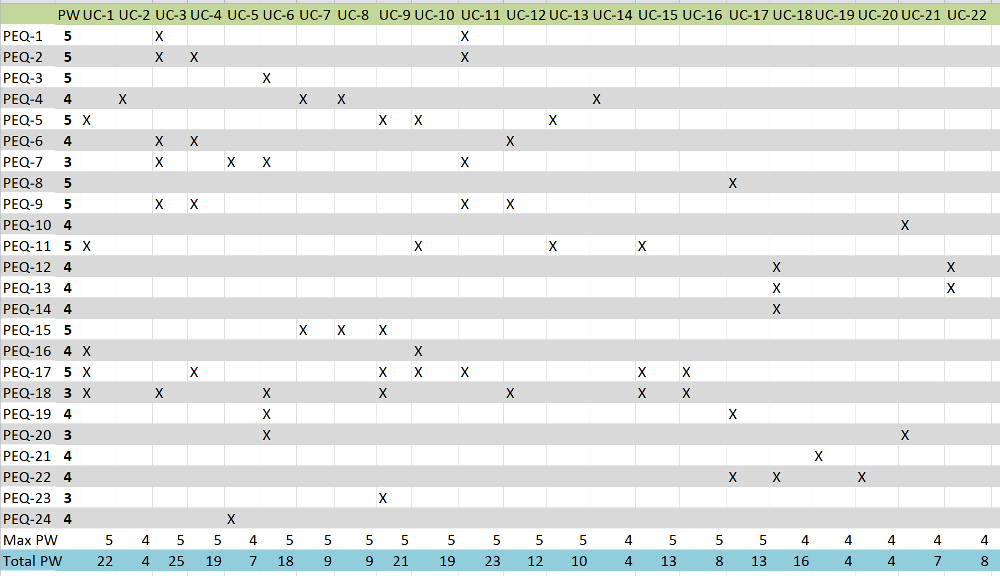 PW UC-1 UC-2 UC-3 UC-4 UC-5 UC-6 UC-7 UC-8 UC-9 UC-10 UC-11 UC-12 UC-13 UC-14 UC-15 UC-16 UC-17 UC-18 UC-19 UC-20 UC-21 UC-22
PEQ-1 5 X X
PEQ-2 5 X X X
PEQ-3 5 X
PEQ-4 4 X X X X
PEQ-5 5 X X X X
PEQ-6 4 X X X
PEQ-7 3 X X X X
PEQ-8 5 X
PEQ-9 5 X X X X
PEQ-10 4 X
PEQ-11 5 X X X X
PEQ-12 4 X X
PEQ-13 4 X X
PEQ-14 4 X
PEQ-15 5 X X X
PEQ-16 4 X X
PEQ-17 5 X X X X X X X
PEQ-18 3 X X X X X X X
PEQ-19 4 X X
PEQ-20 3 X X
PEQ-21 4 X
PEQ-22 4 X X X
PEQ-23 3 X
PEQ-24 4 X
Max PW 5 4 5 5 4 5 5 5 5 5 5 5 5 4 5 5 5 4 4 4 4 4
Total PW 22 4 25 19 7 18 9 9 21 19 23 12 10 4 13 8 13 16 4 4 7 8